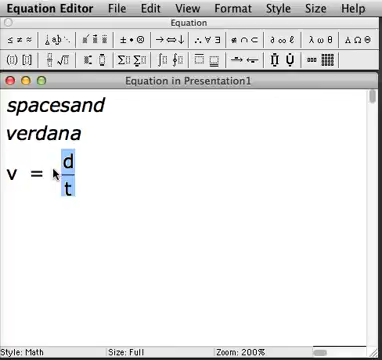 Equation Editor File Edit View Format Style Size Help
Equation
≤ ≠ ≈ ± • ⊗ → ⇔ ↓ ∴ ∀ ∃ ∉ ∩ ⊂ ∂ ∞ ℓ λ ω θ Λ Ω Θ
Equation in Presentation1
spacesand
verdana
v = d
t
Style: Math Size: Full Zoom: 200%